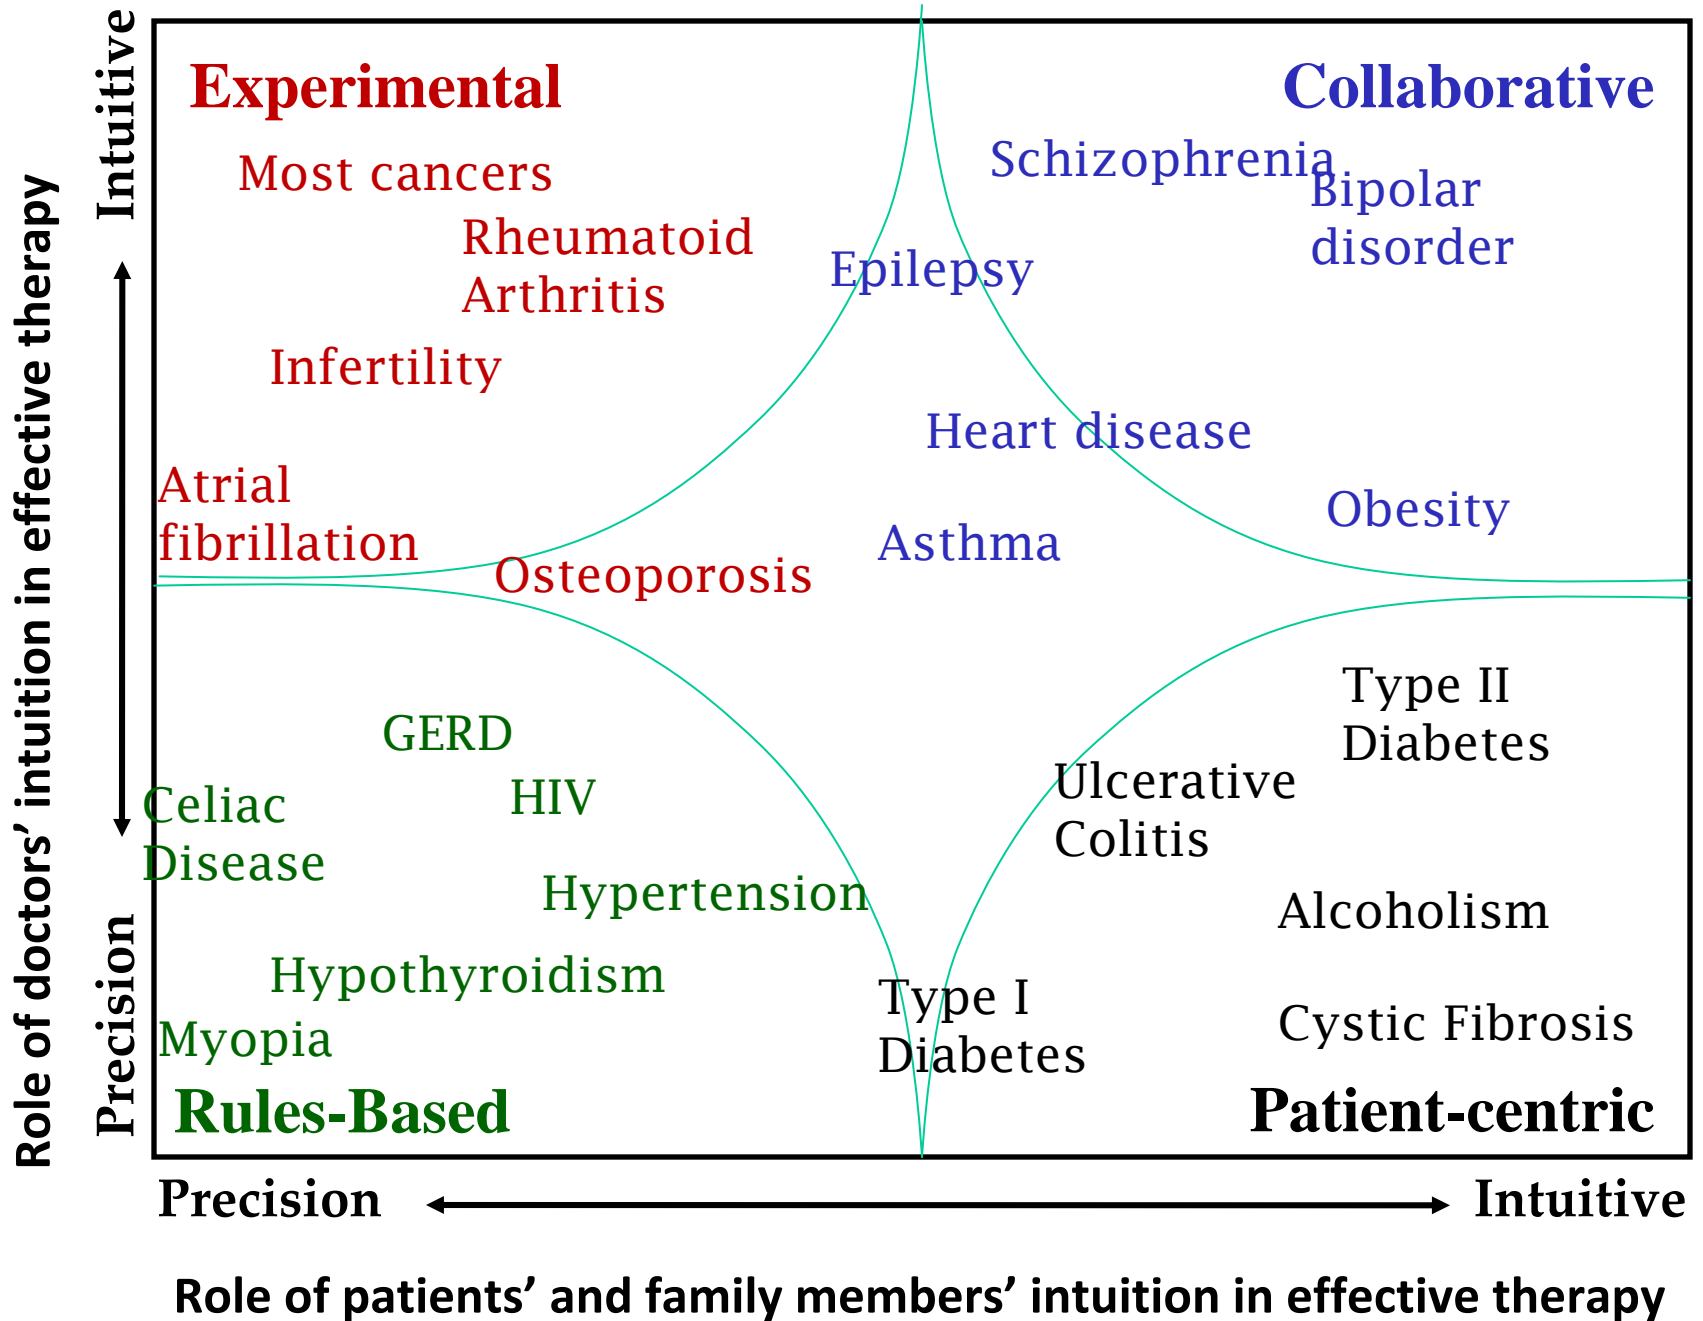 Role of doctors’ intuition in effective therapy
Intuitive
Precision
Experimental
Most cancers
Rheumatoid
Arthritis
Infertility
Atrial
fibrillation
Osteoporosis
Collaborative
Schizophrenia
Bipolar
disorder
Epilepsy
Heart disease
Obesity
Asthma
GERD
HIV
Celiac
Disease
Hypertension
Hypothyroidism
Myopia
Rules-Based
Type II
Diabetes
Ulcerative
Colitis
Alcoholism
Type I
Diabetes
Cystic Fibrosis
Patient-centric
Precision
Intuitive
Role of patients’ and family members’ intuition in effective therapy